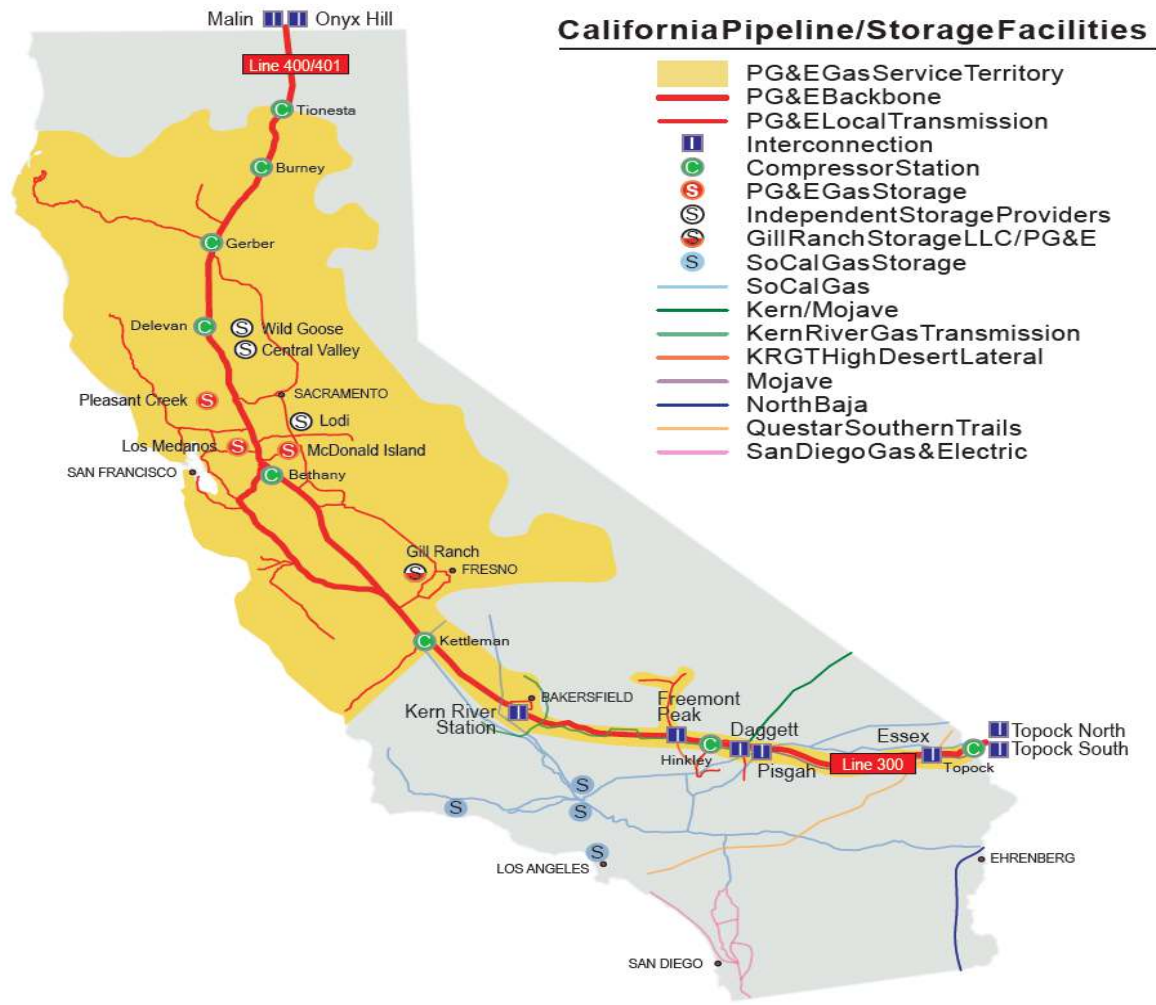 Malin I I Onyx Hill
California Pipeline/Storage Facilities
Line 400/401
PG&E Gas Service Territory
PG&E Backbone
PG&E Local Transmission
I Interconnection
C Compressor Station
S PG&E Gas Storage
S Independent Storage Providers
S Gill Ranch Storage LLC/PG&E
S SoCalGas Storage
SoCalGas
Kern/Mojave
Kern River Gas Transmission
KRGT High Desert Lateral
Mojave
North Baja
Questar Southern Trails
San Diego Gas & Electric
C Tionesta
C Burney
C Gerber
Delevan C
S Wild Goose
S Central Valley
Pleasant Creek S
SACRAMENTO
S Lodi
Los Medanos S
S McDonald Island
SAN FRANCISCO
C Bethany
Gill Ranch
S FRESNO
C Kettleman
BAKERSFIELD
Kern River
Station I
Freemont
Peak
I
C
Hinkley
Daggett
I I
Pisgah
Line 300
Essex
I
C
Topock
I Topock North
I Topock South
S
S
S
S
LOS ANGELES
EHRENBERG
SAN DIEGO